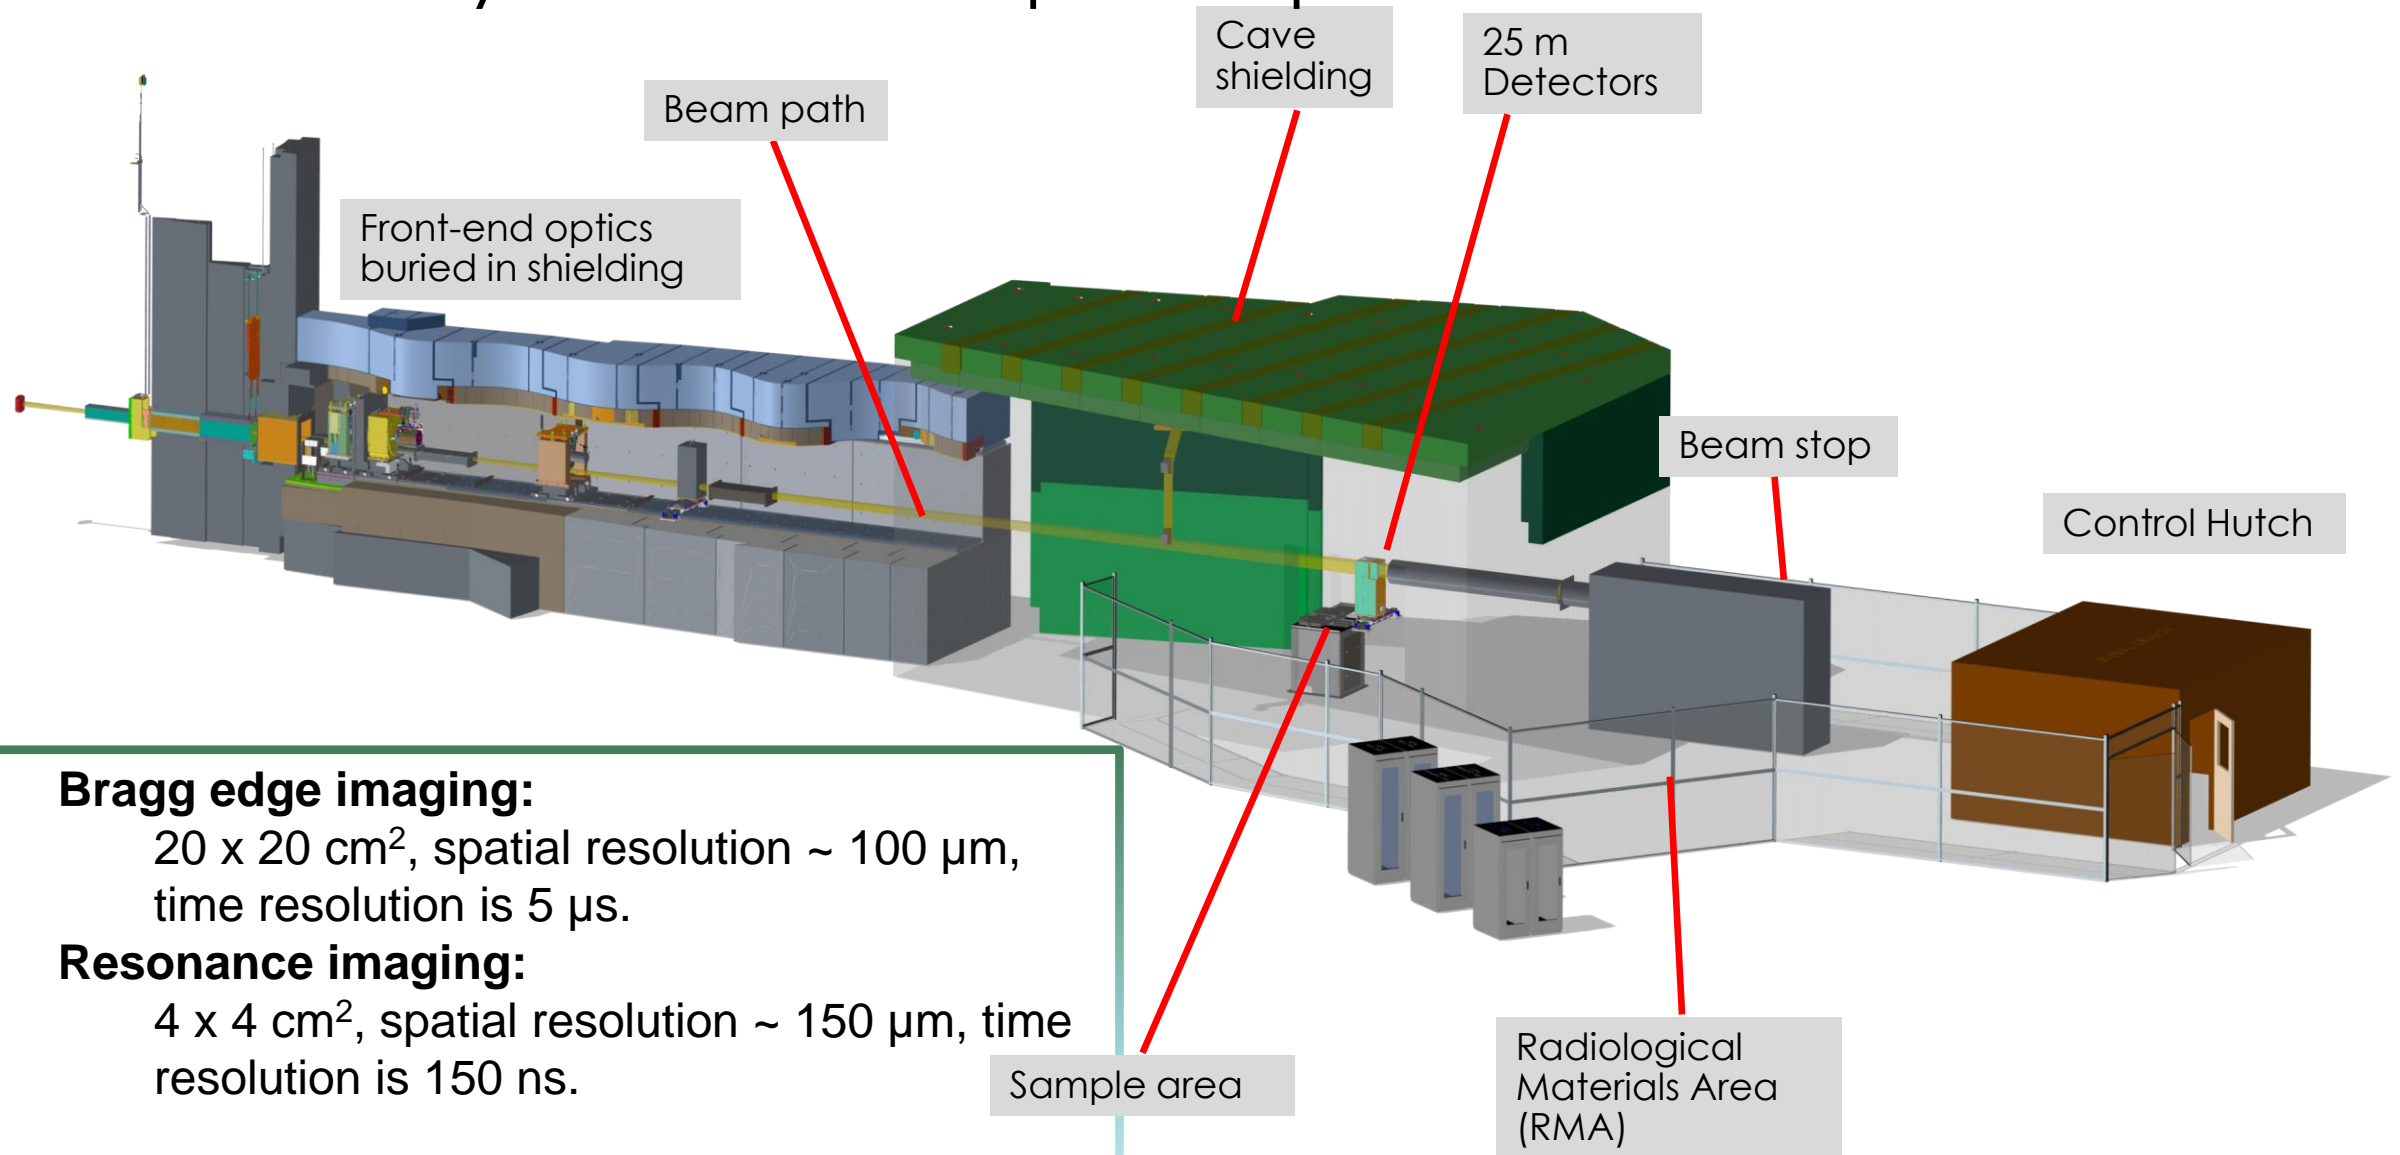 Cave
shielding
25 m
Detectors
Beam path
Front-end optics
buried in shielding
Beam stop
Control Hutch
Bragg edge imaging:
20 x 20 cm², spatial resolution ~ 100 µm,
time resolution is 5 µs.
Resonance imaging:
4 x 4 cm², spatial resolution ~ 150 µm, time
resolution is 150 ns.
Sample area
Radiological
Materials Area
(RMA)